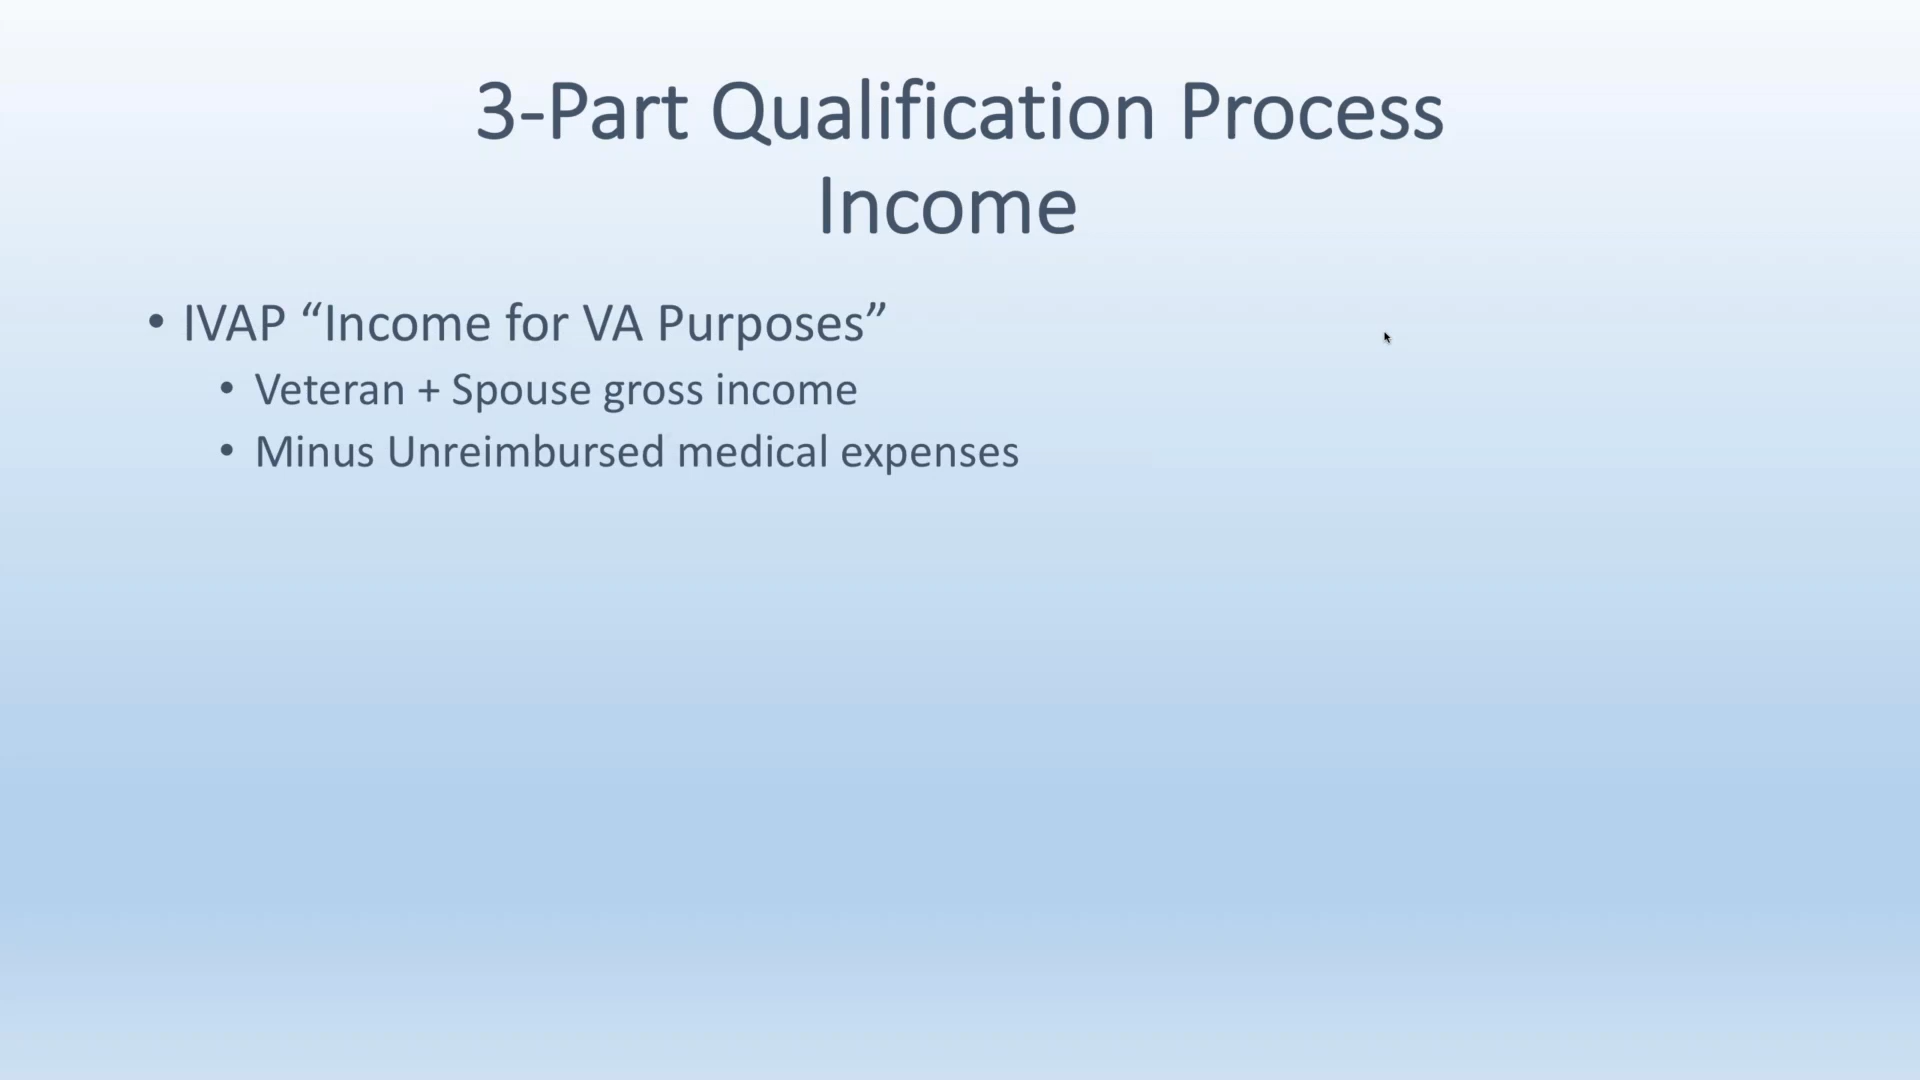 3-Part Qualification Process
Income
• IVAP “Income for VA Purposes”
• Veteran + Spouse gross income
• Minus Unreimbursed medical expenses